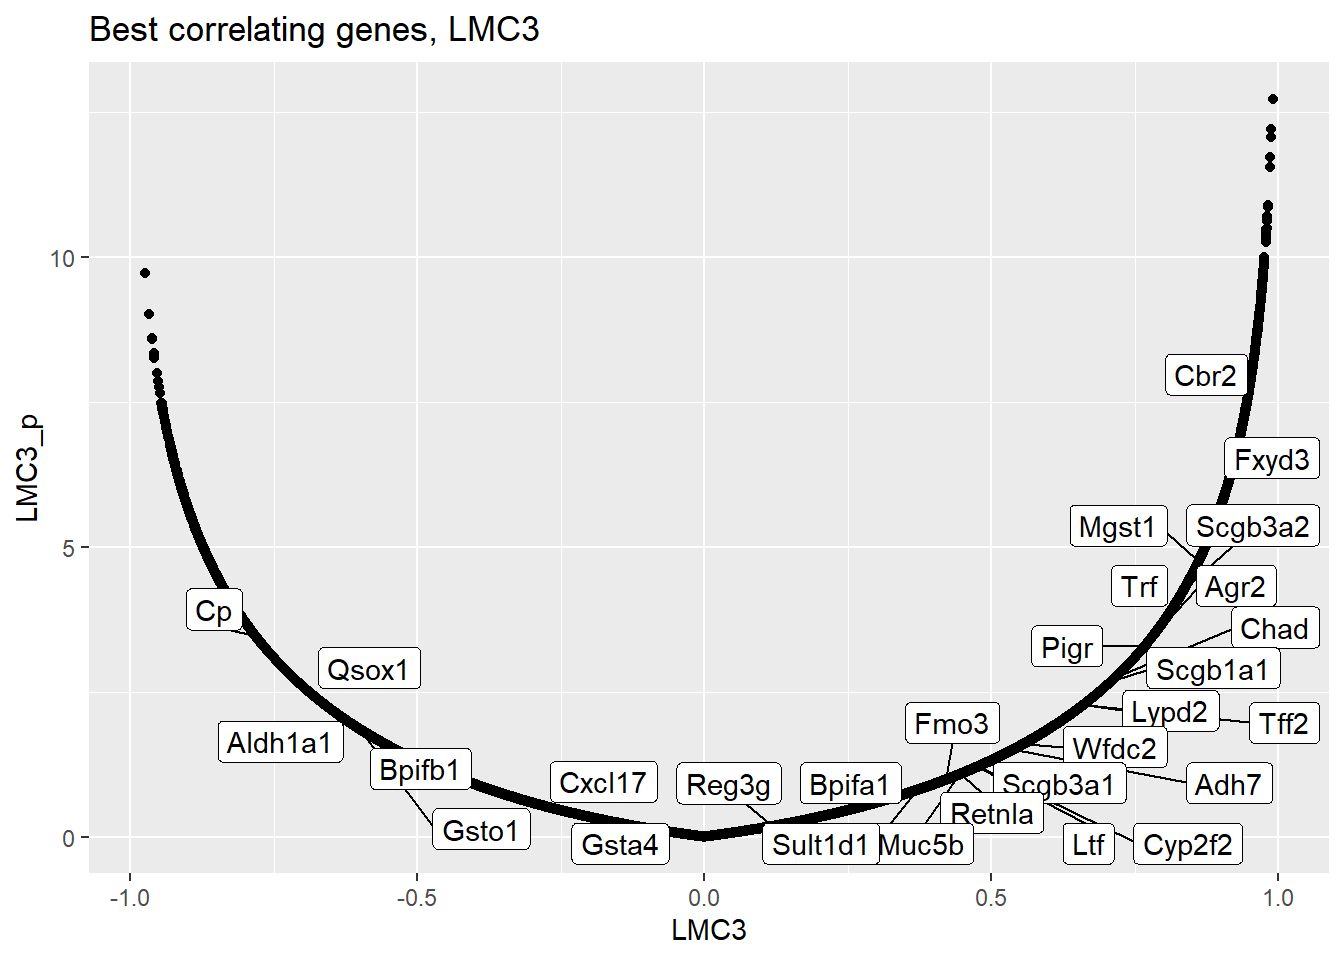 Best correlating genes, LMC3
LMC3_p
10
5
0
Cbr2
Fxyd3
Mgst1
Scgb3a2
Trf
Agr2
Cp
Chad
Pigr
Qsox1
Scgb1a1
Lypd2
Tff2
Fmo3
Aldh1a1
Wfdc2
Bpifb1
Cxcl17
Reg3g
Bpifa1
Scgb3a1
Adh7
Retnla
Gsto1
Gsta4
Sult1d1
Muc5b
Ltf
Cyp2f2
-1.0
-0.5
0.0
0.5
1.0
LMC3